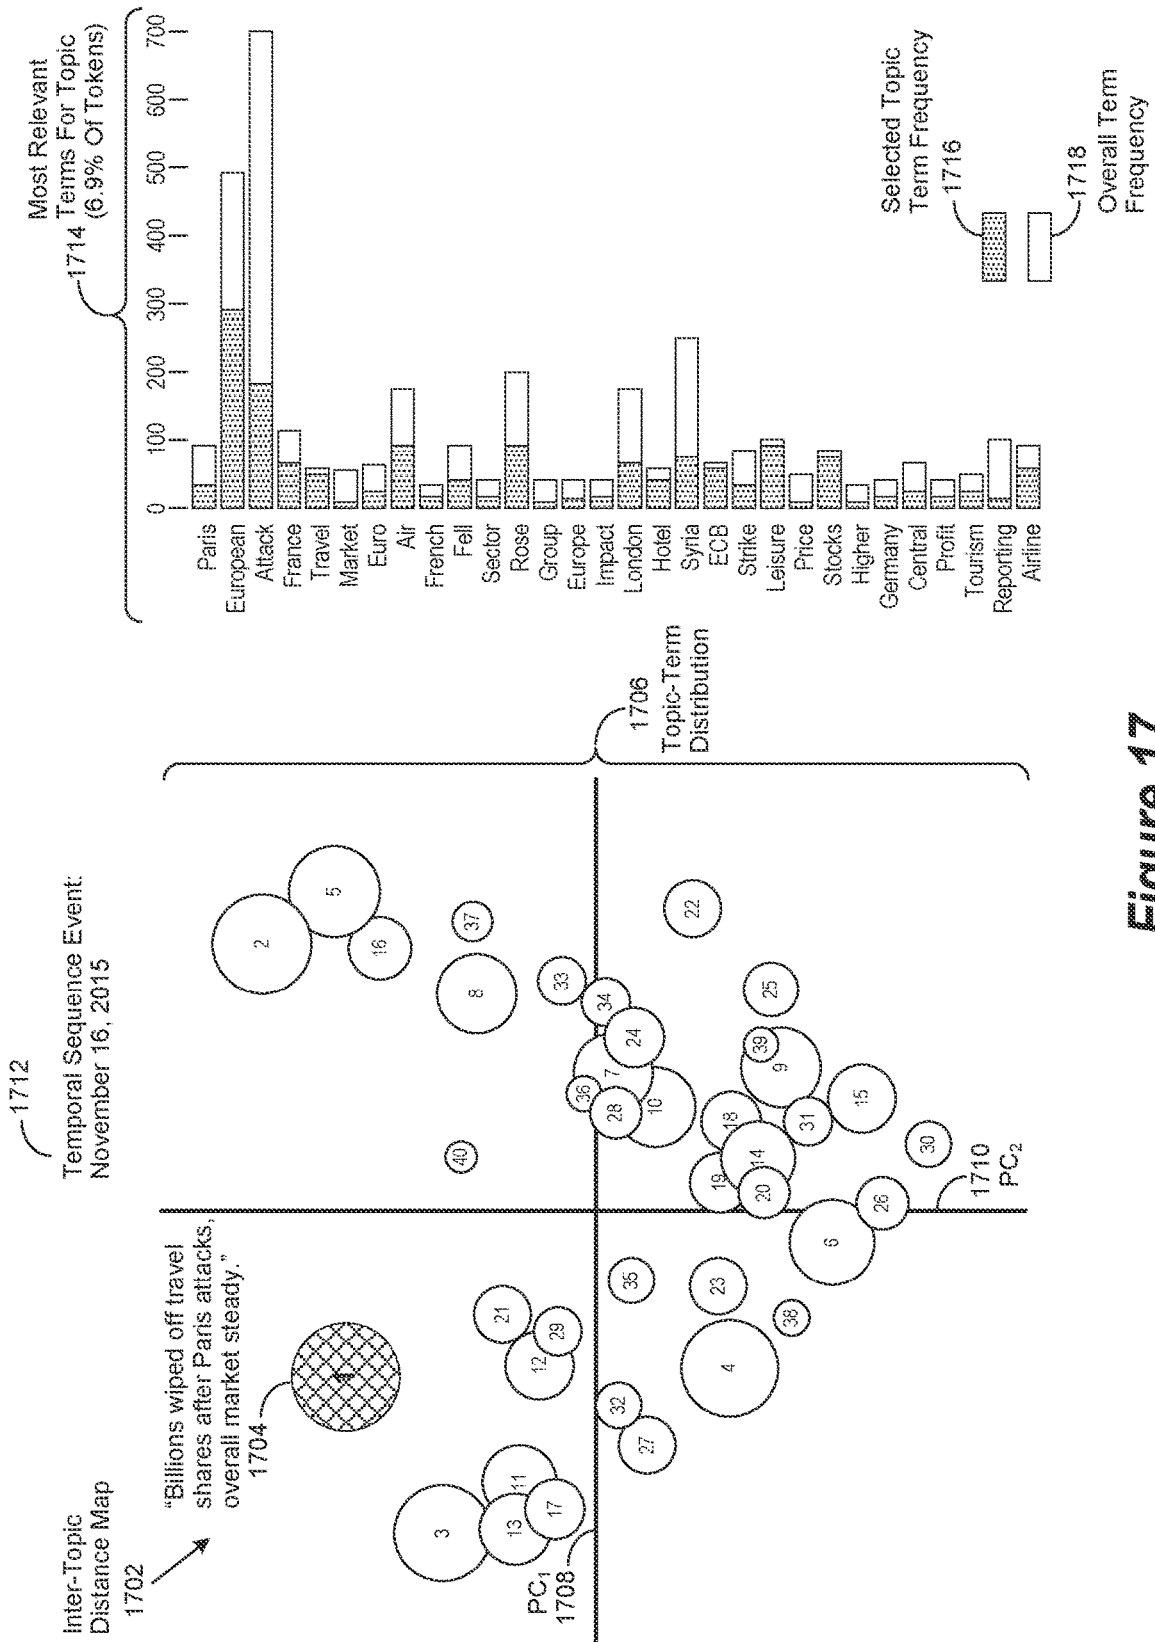 Inter-Topic
Distance Map
1702
1712
Temporal Sequence Event:
November 16, 2015
"Billions wiped off travel
shares after Paris attacks,
overall market steady."
1704
1
2
3
4
5
6
7
8
9
10
11
12
13
14
15
16
17
18
19
20
21
22
23
24
25
26
27
28
29
30
31
32
33
34
35
36
37
38
39
40
PC1
1708
1710
PC2
1706
Topic-Term
Distribution
Most Relevant
Terms For Topic
(6.9% Of Tokens)
1714
0
100
200
300
400
500
600
700
Paris
European
Attack
France
Travel
Market
Euro
Air
French
Fell
Sector
Rose
Group
Europe
Impact
London
Hotel
Syria
ECB
Strike
Leisure
Price
Stocks
Higher
Germany
Central
Profit
Tourism
Reporting
Airline
Selected Topic
Term Frequency
1716
1718
Overall Term
Frequency
Figure 17